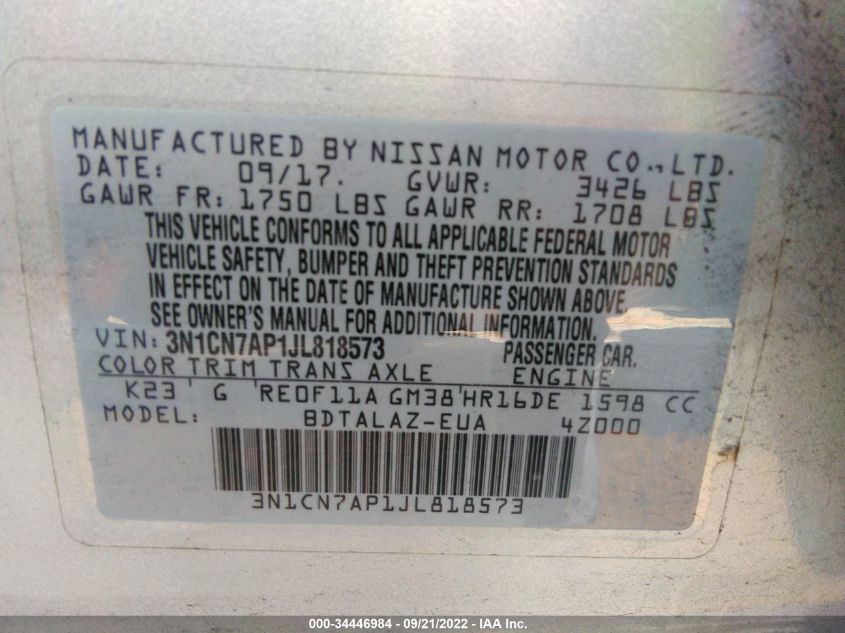 MANUFACTURED BY NISSAN MOTOR CO., LTD.
DATE: 09/17. GVWR: 3426 LBS
GAWR FR: 1750 LBS GAWR RR: 1708 LBS
THIS VEHICLE CONFORMS TO ALL APPLICABLE FEDERAL MOTOR
VEHICLE SAFETY, BUMPER AND THEFT PREVENTION STANDARDS
IN EFFECT ON THE DATE OF MANUFACTURE SHOWN ABOVE.
SEE OWNER'S MANUAL FOR ADDITIONAL INFORMATION.
VIN: 3N1CN7AP1JL818573 PASSENGER CAR.
COLOR TRIM TRANS AXLE ENGINE
K23 G RE0F11A GM38 HR16DE 1598 CC
MODEL: BDTALAZ-EUA 4Z000
3N1CN7AP1JL818573
000-34446984 - 09/21/2022 - IAA Inc.